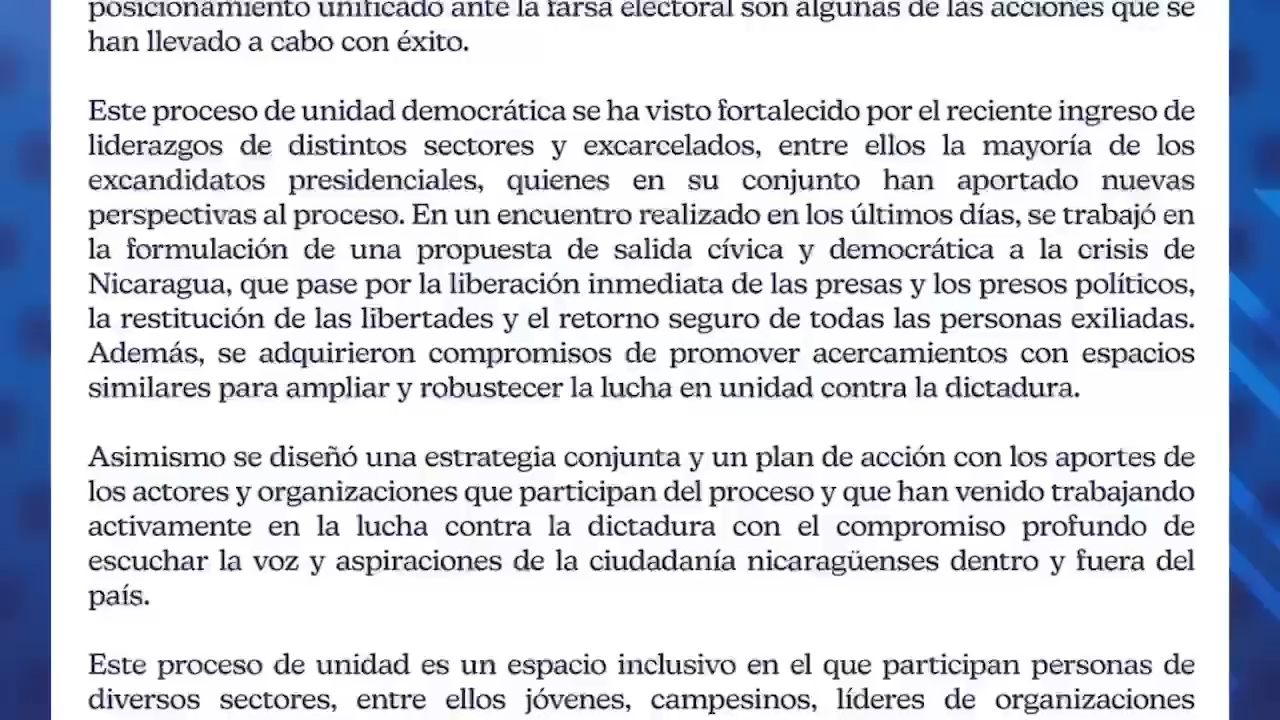 posicionamiento unificado ante la farsa electoral son algunas de las acciones que se
han llevado a cabo con éxito.
Este proceso de unidad democrática se ha visto fortalecido por el reciente ingreso de
liderazgos de distintos sectores y excarcelados, entre ellos la mayoría de los
excandidatos presidenciales, quienes en su conjunto han aportado nuevas
perspectivas al proceso. En un encuentro realizado en los últimos días, se trabajó en
la formulación de una propuesta de salida cívica y democrática a la crisis de
Nicaragua, que pase por la liberación inmediata de las presas y los presos políticos,
la restitución de las libertades y el retorno seguro de todas las personas exiliadas.
Además, se adquirieron compromisos de promover acercamientos con espacios
similares para ampliar y robustecer la lucha en unidad contra la dictadura.
Asimismo se diseñó una estrategia conjunta y un plan de acción con los aportes de
los actores y organizaciones que participan del proceso y que han venido trabajando
activamente en la lucha contra la dictadura con el compromiso profundo de
escuchar la voz y aspiraciones de la ciudadanía nicaragüenses dentro y fuera del
país.
Este proceso de unidad es un espacio inclusivo en el que participan personas de
diversos sectores, entre ellos jóvenes, campesinos, líderes de organizaciones